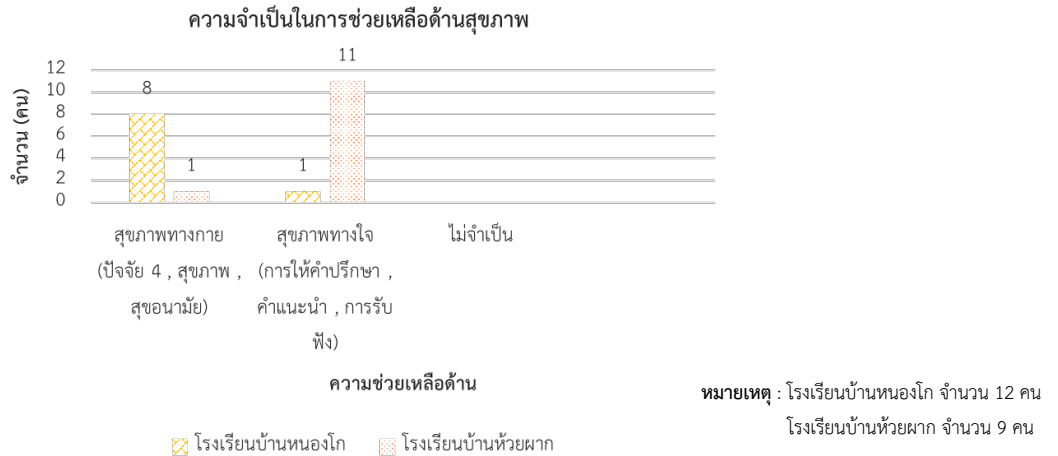 ความจำเป็นในการช่วยเหลือด้านสุขภาพ
จำนวน (คน)
12
10
8
6
4
2
0
8
1
1
11
สุขภาพทางกาย
(ปัจจัย 4 , สุขภาพ ,
สุขอนามัย)
สุขภาพทางใจ
(การให้คำปรึกษา ,
คำแนะนำ , การรับ
ฟัง)
ไม่จำเป็น
ความช่วยเหลือด้าน
โรงเรียนบ้านหนองโก โรงเรียนบ้านห้วยผาก
หมายเหตุ : โรงเรียนบ้านหนองโก จำนวน 12 คน
โรงเรียนบ้านห้วยผาก จำนวน 9 คน